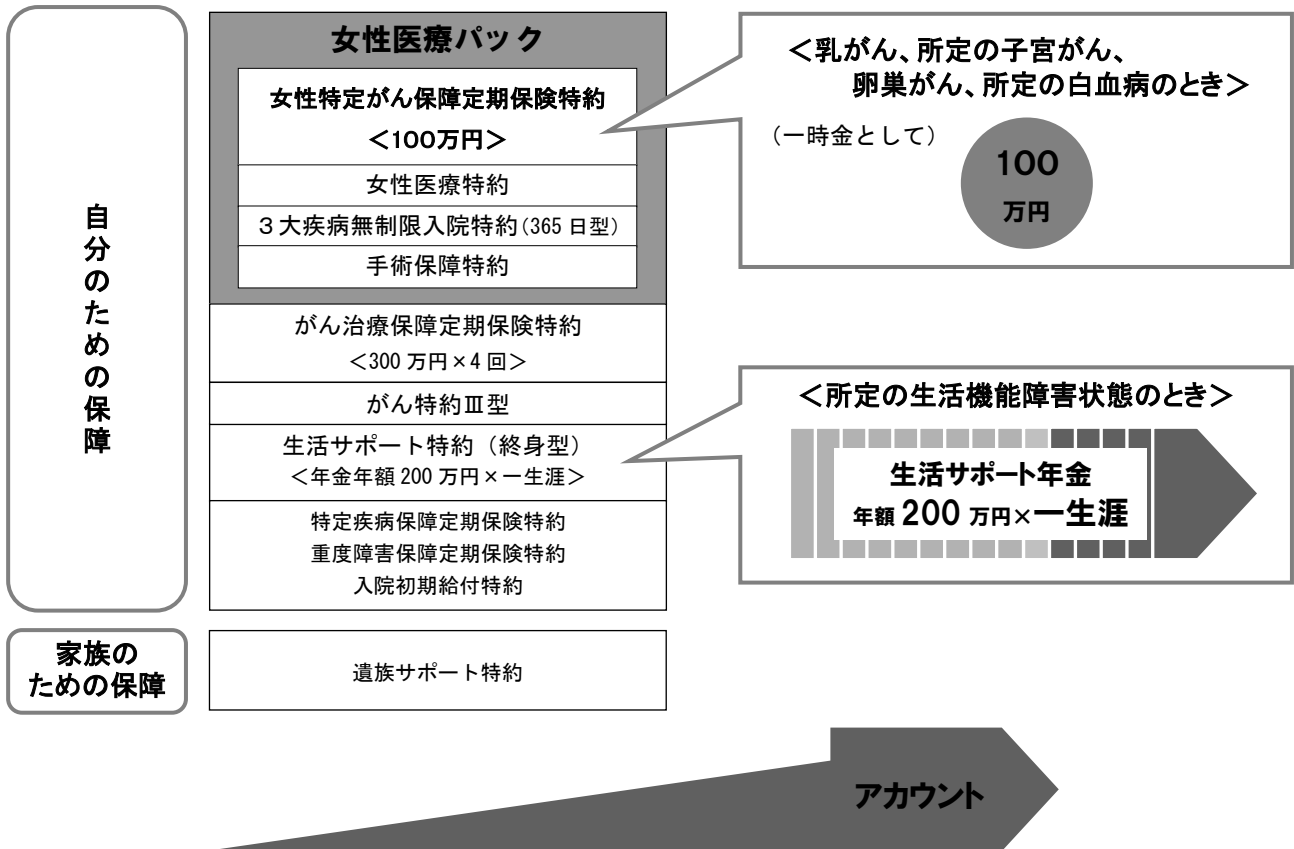 自分のための保障
女性医療パック
女性特定がん保障定期保険特約
＜100万円＞
女性医療特約
３大疾病無制限入院特約(365日型)
手術保障特約
がん治療保障定期保険特約
＜300万円×4回＞
がん特約Ⅲ型
生活サポート特約（終身型）
＜年金年額200万円×一生涯＞
特定疾病保障定期保険特約
重度障害保障定期保険特約
入院初期給付特約
＜乳がん、所定の子宮がん、
卵巣がん、所定の白血病のとき＞
（一時金として）
100
万円
＜所定の生活機能障害状態のとき＞
生活サポート年金
年額200万円×一生涯
家族の
ための保障
遺族サポート特約
アカウント